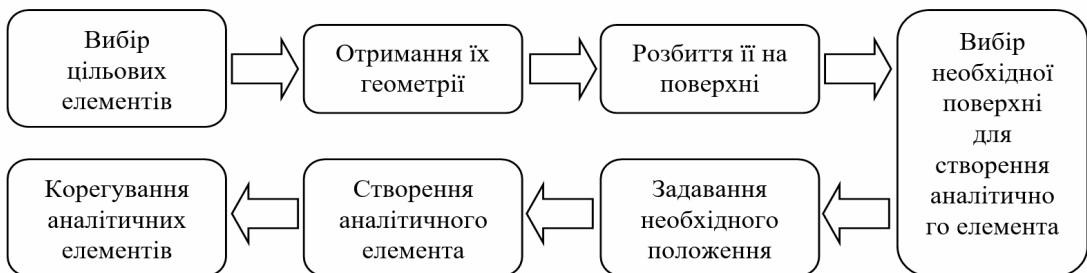 Вибір
цільових
елементів
Отримання їх
геометрії
Розбиття її на
поверхні
Вибір
необхідної
поверхні
для
створення
аналітично
го елемента
Задавання
необхідного
положення
Створення
аналітичного
елемента
Корегування
аналітичних
елементів